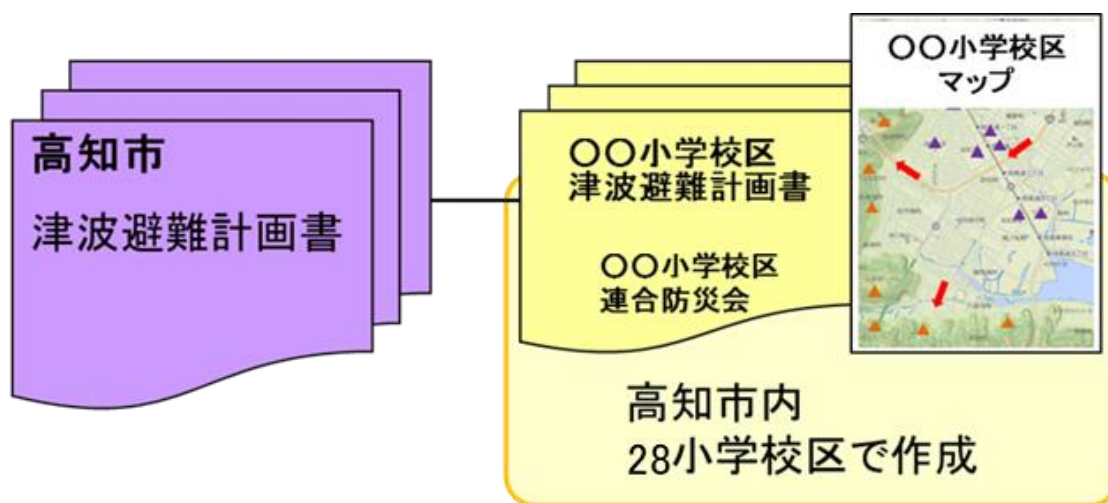 高知市
津波避難計画書
〇〇小学校区
津波避難計画書
〇〇小学校区
連合防災会
〇〇小学校区
マップ
高知市内
28小学校区で作成